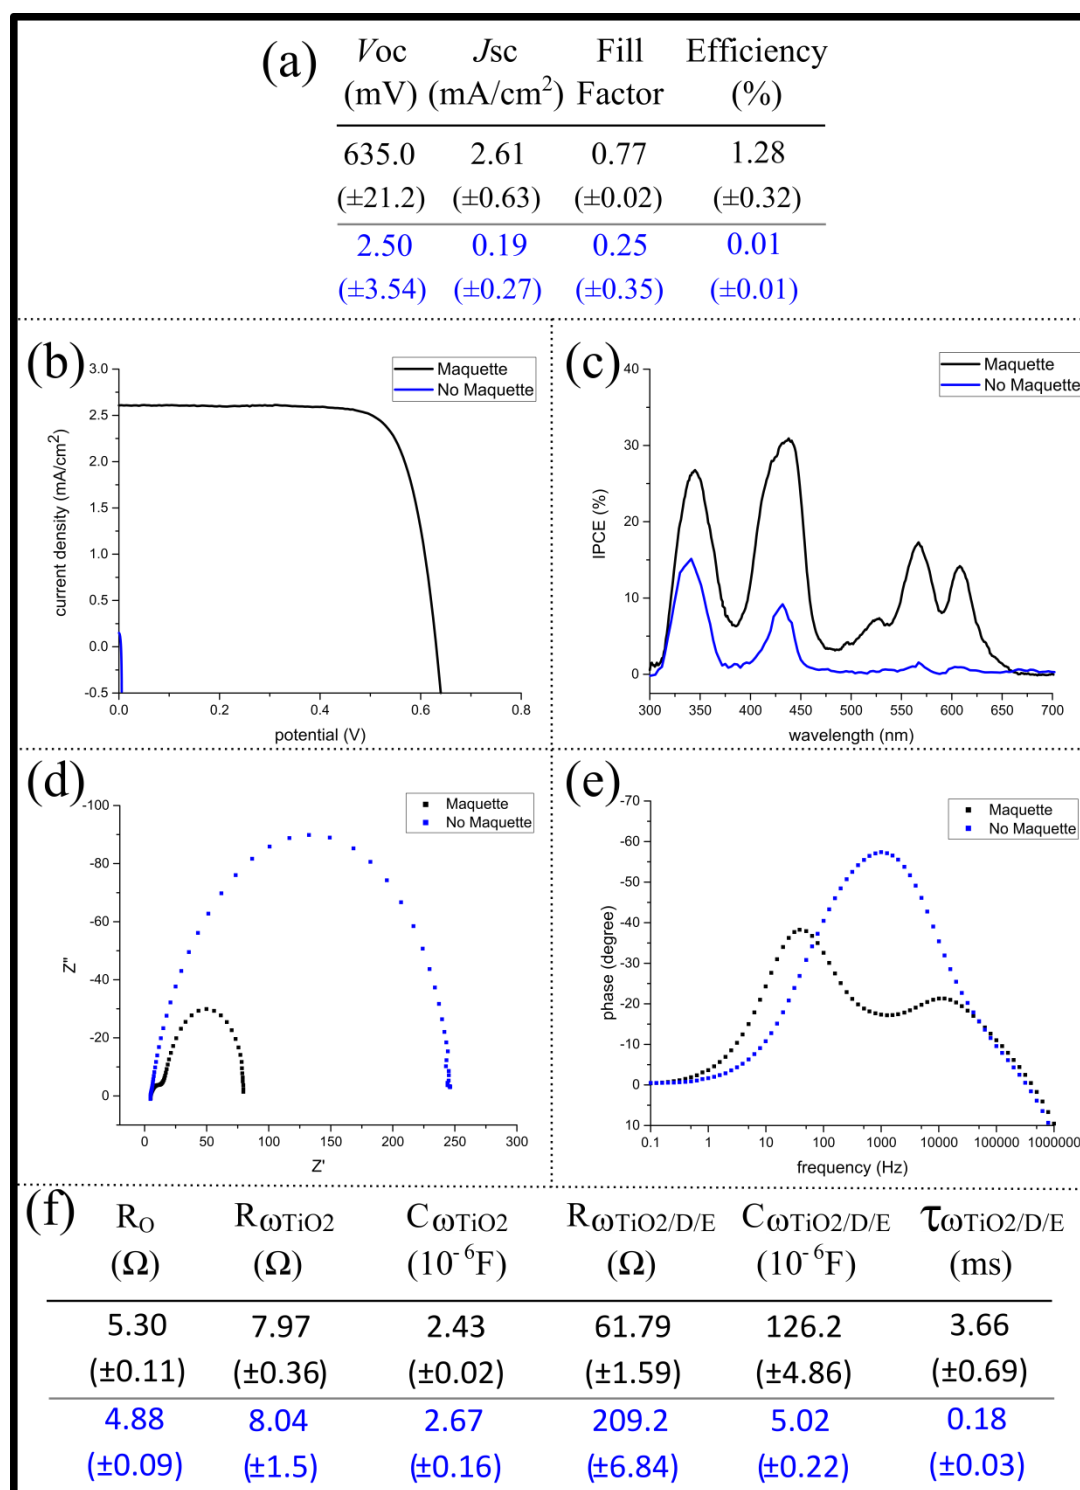 (a)
Voc Jsc Fill Efficiency
(mV) (mA/cm²) Factor (%)
635.0 2.61 0.77 1.28
(±21.2) (±0.63) (±0.02) (±0.32)
2.50 0.19 0.25 0.01
(±3.54) (±0.27) (±0.35) (±0.01)
(b)
Maquette
No Maquette
current density (mA/cm²)
3.0
2.5
2.0
1.5
1.0
0.5
0.0
-0.5
0.0 0.2 0.4 0.6 0.8
potential (V)
(c)
Maquette
No Maquette
IPCE (%)
40
30
20
10
0
300 350 400 450 500 550 600 650 700
wavelength (nm)
(d)
Maquette
No Maquette
Z"
-100
-80
-60
-40
-20
0
0 50 100 150 200 250 300
Z'
(e)
Maquette
No Maquette
phase (degree)
-70
-60
-50
-40
-30
-20
-10
0
10
0.1 1 10 100 1000 10000 100000 1000000
frequency (Hz)
(f)
R_O R_ωTiO2 C_ωTiO2 R_ωTiO2/D/E C_ωTiO2/D/E τ_ωTiO2/D/E
(Ω) (Ω) (10⁻⁶F) (Ω) (10⁻⁶F) (ms)
5.30 7.97 2.43 61.79 126.2 3.66
(±0.11) (±0.36) (±0.02) (±1.59) (±4.86) (±0.69)
4.88 8.04 2.67 209.2 5.02 0.18
(±0.09) (±1.5) (±0.16) (±6.84) (±0.22) (±0.03)